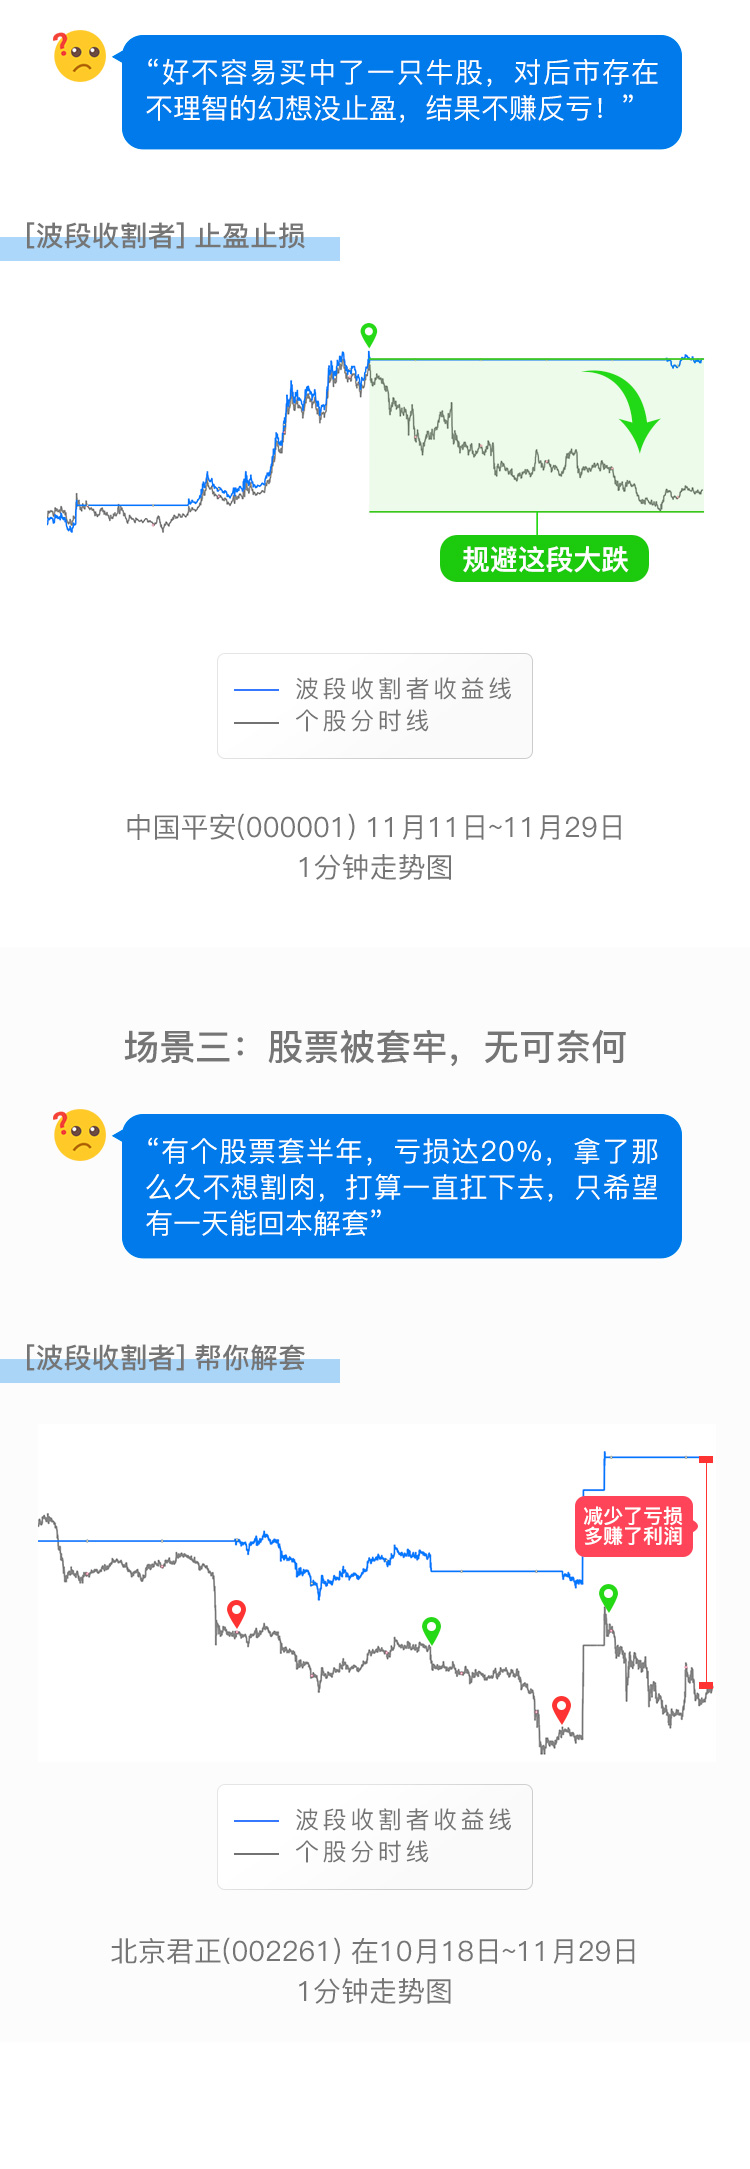 “好不容易买中了一只牛股，对后市存在
不理智的幻想没止盈，结果不赚反亏！”
[波段收割者] 止盈止损
规避这段大跌
波段收割者收益线
个股分时线
中国平安(000001) 11月11日~11月29日
1分钟走势图
场景三：股票被套牢，无可奈何
“有个股票套半年，亏损达20%，拿了那
么久不想割肉，打算一直扛下去，只希望
有一天能回本解套”
[波段收割者] 帮你解套
减少了亏损
多赚了利润
波段收割者收益线
个股分时线
北京君正(002261) 在10月18日~11月29日
1分钟走势图